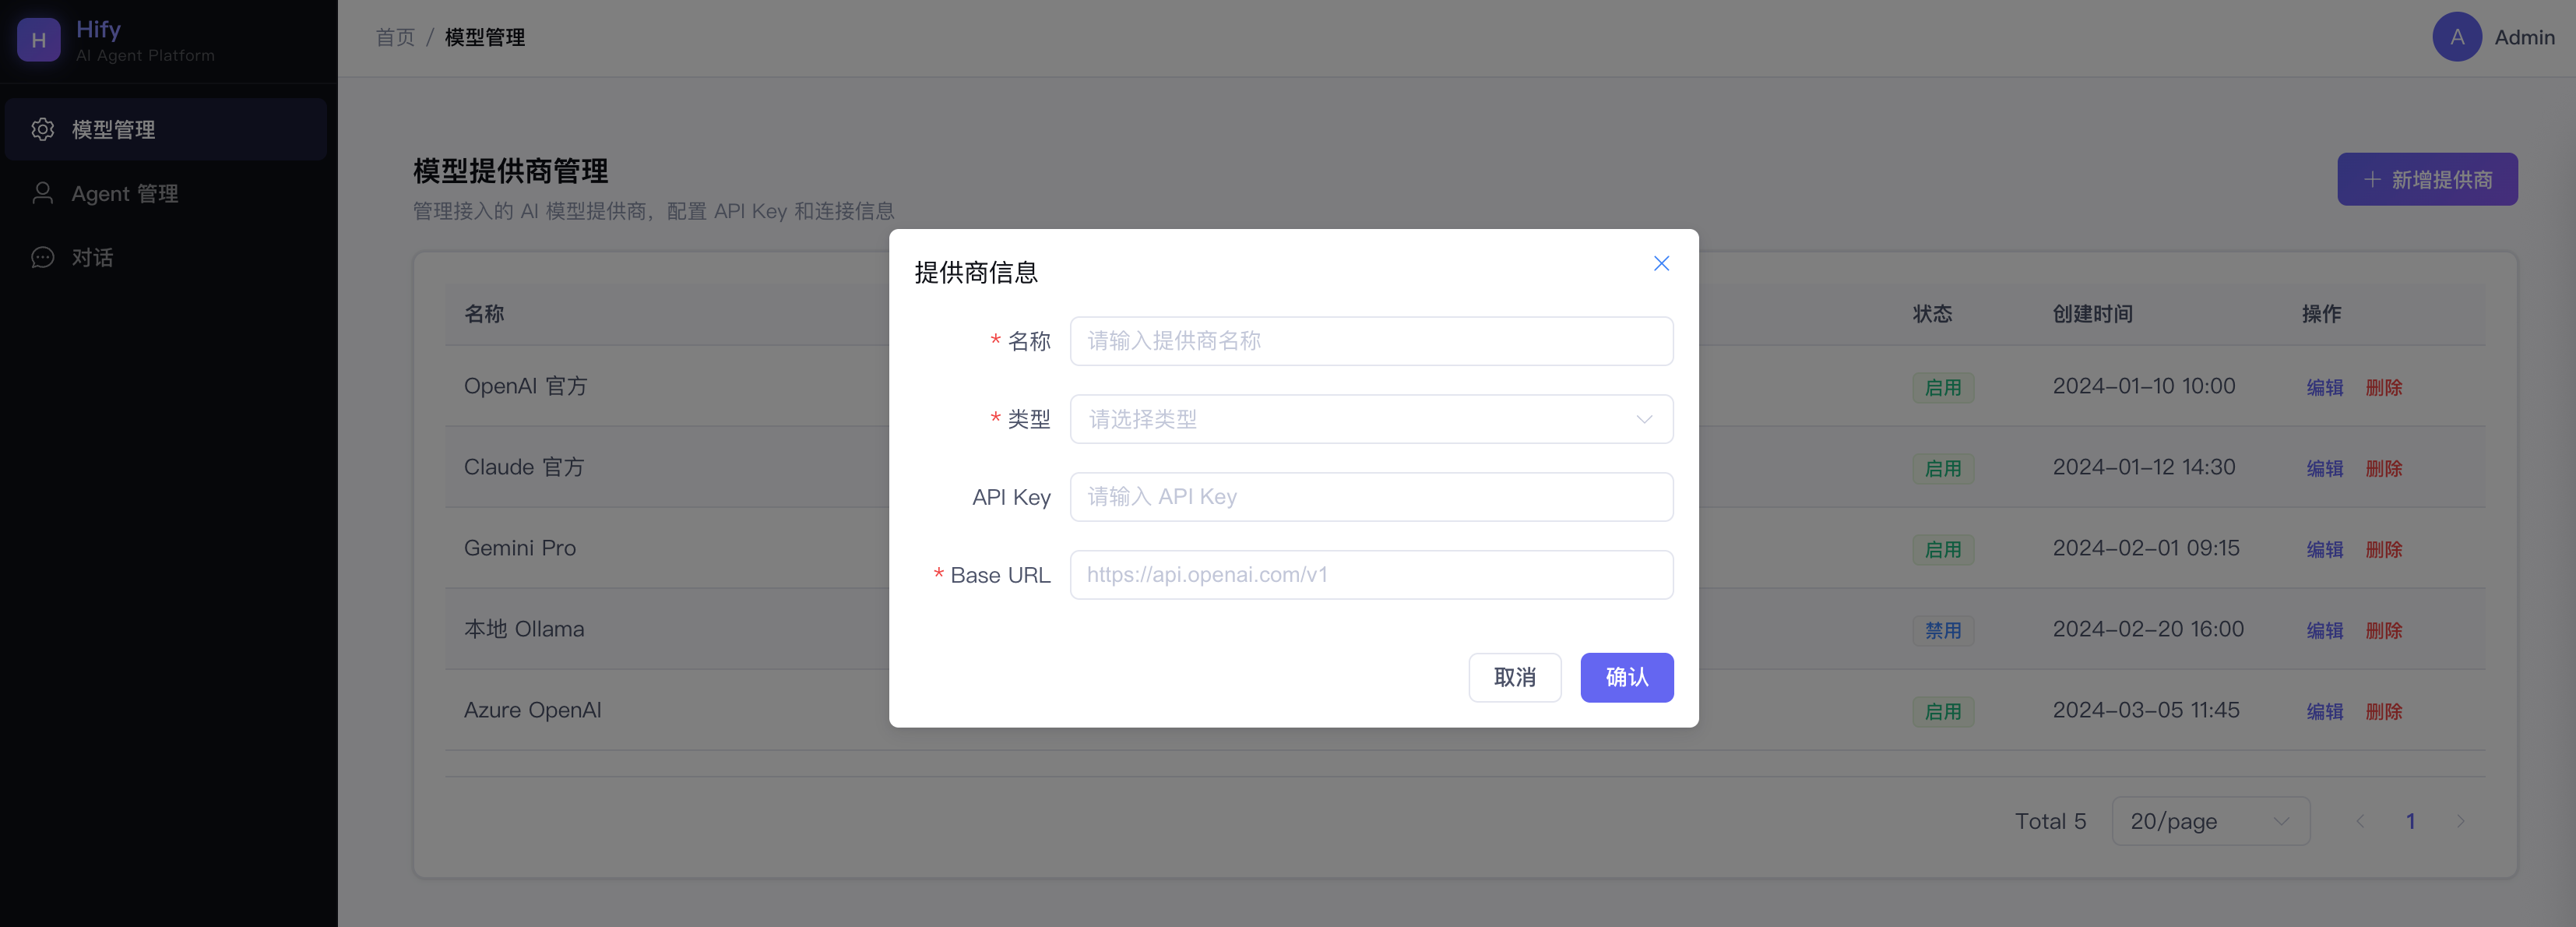 H
Hify
AI Agent Platform
模型管理
Agent 管理
对话
首页 / 模型管理
A
Admin
模型提供商管理
管理接入的 AI 模型提供商，配置 API Key 和连接信息
新增提供商
名称 状态 创建时间 操作
OpenAI 官方 启用 2024-01-10 10:00 编辑 删除
Claude 官方 启用 2024-01-12 14:30 编辑 删除
Gemini Pro 启用 2024-02-01 09:15 编辑 删除
本地 Ollama 禁用 2024-02-20 16:00 编辑 删除
Azure OpenAI 启用 2024-03-05 11:45 编辑 删除
Total 5 20/page 1
提供商信息
* 名称 请输入提供商名称
* 类型 请选择类型
API Key 请输入 API Key
* Base URL https://api.openai.com/v1
取消 确认